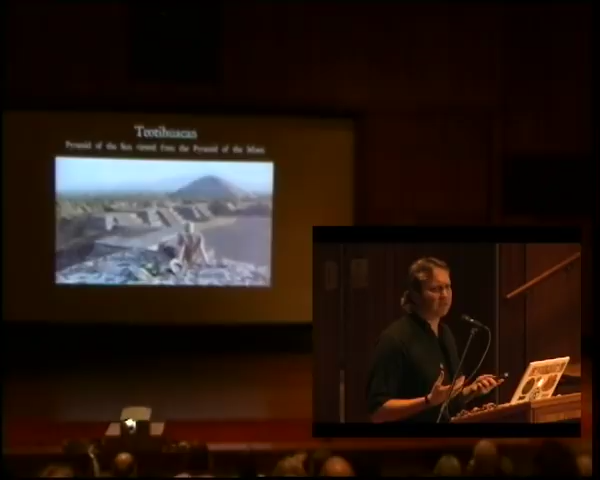 Teotihuacan
Pyramid of the Sun viewed from the Pyramid of the Moon